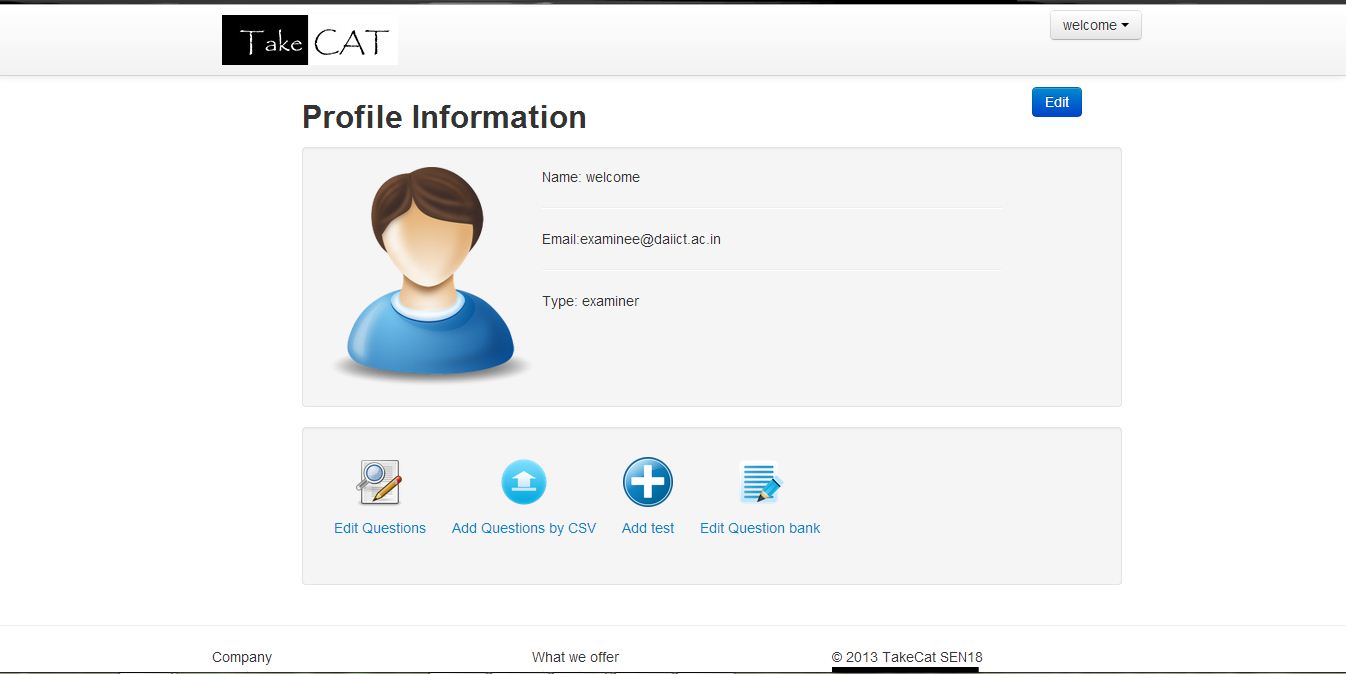 Take CAT
welcome
Edit
Profile Information
Name: welcome
Email:examinee@daiict.ac.in
Type: examiner
Edit Questions
Add Questions by CSV
Add test
Edit Question bank
Company
What we offer
© 2013 TakeCat SEN18